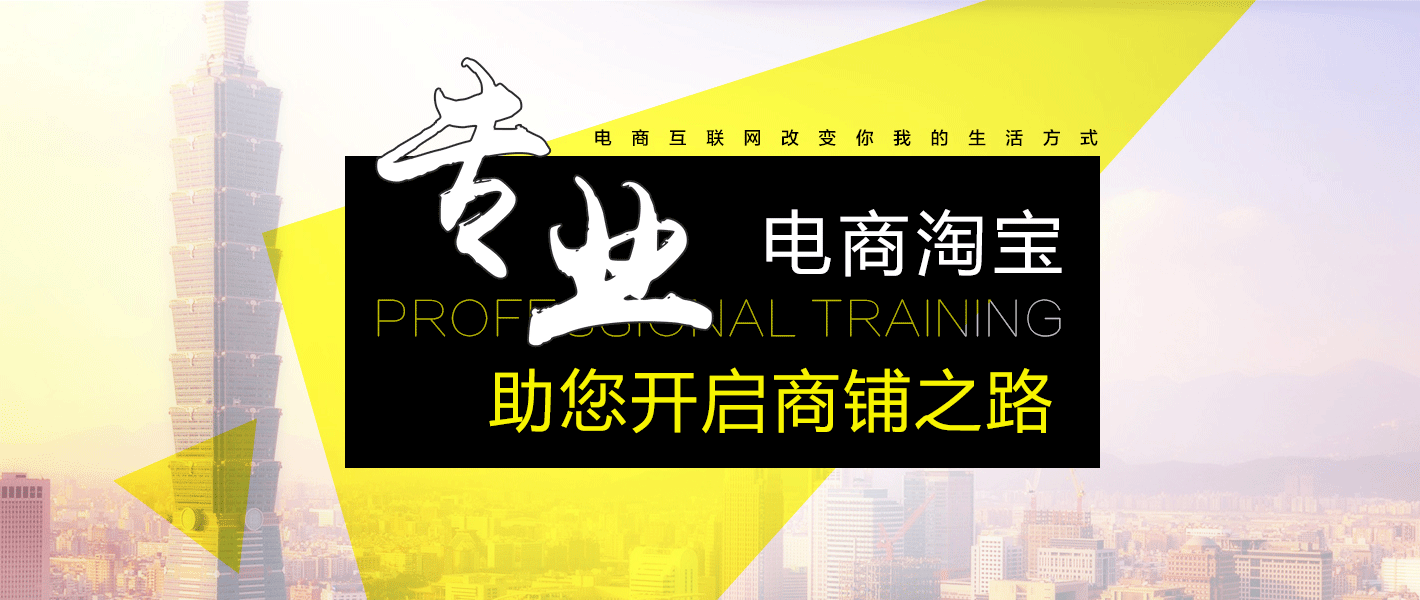 电商互联网改变你我的生活方式
专业
电商淘宝
PROFESSIONAL TRAINING
助您开启商铺之路